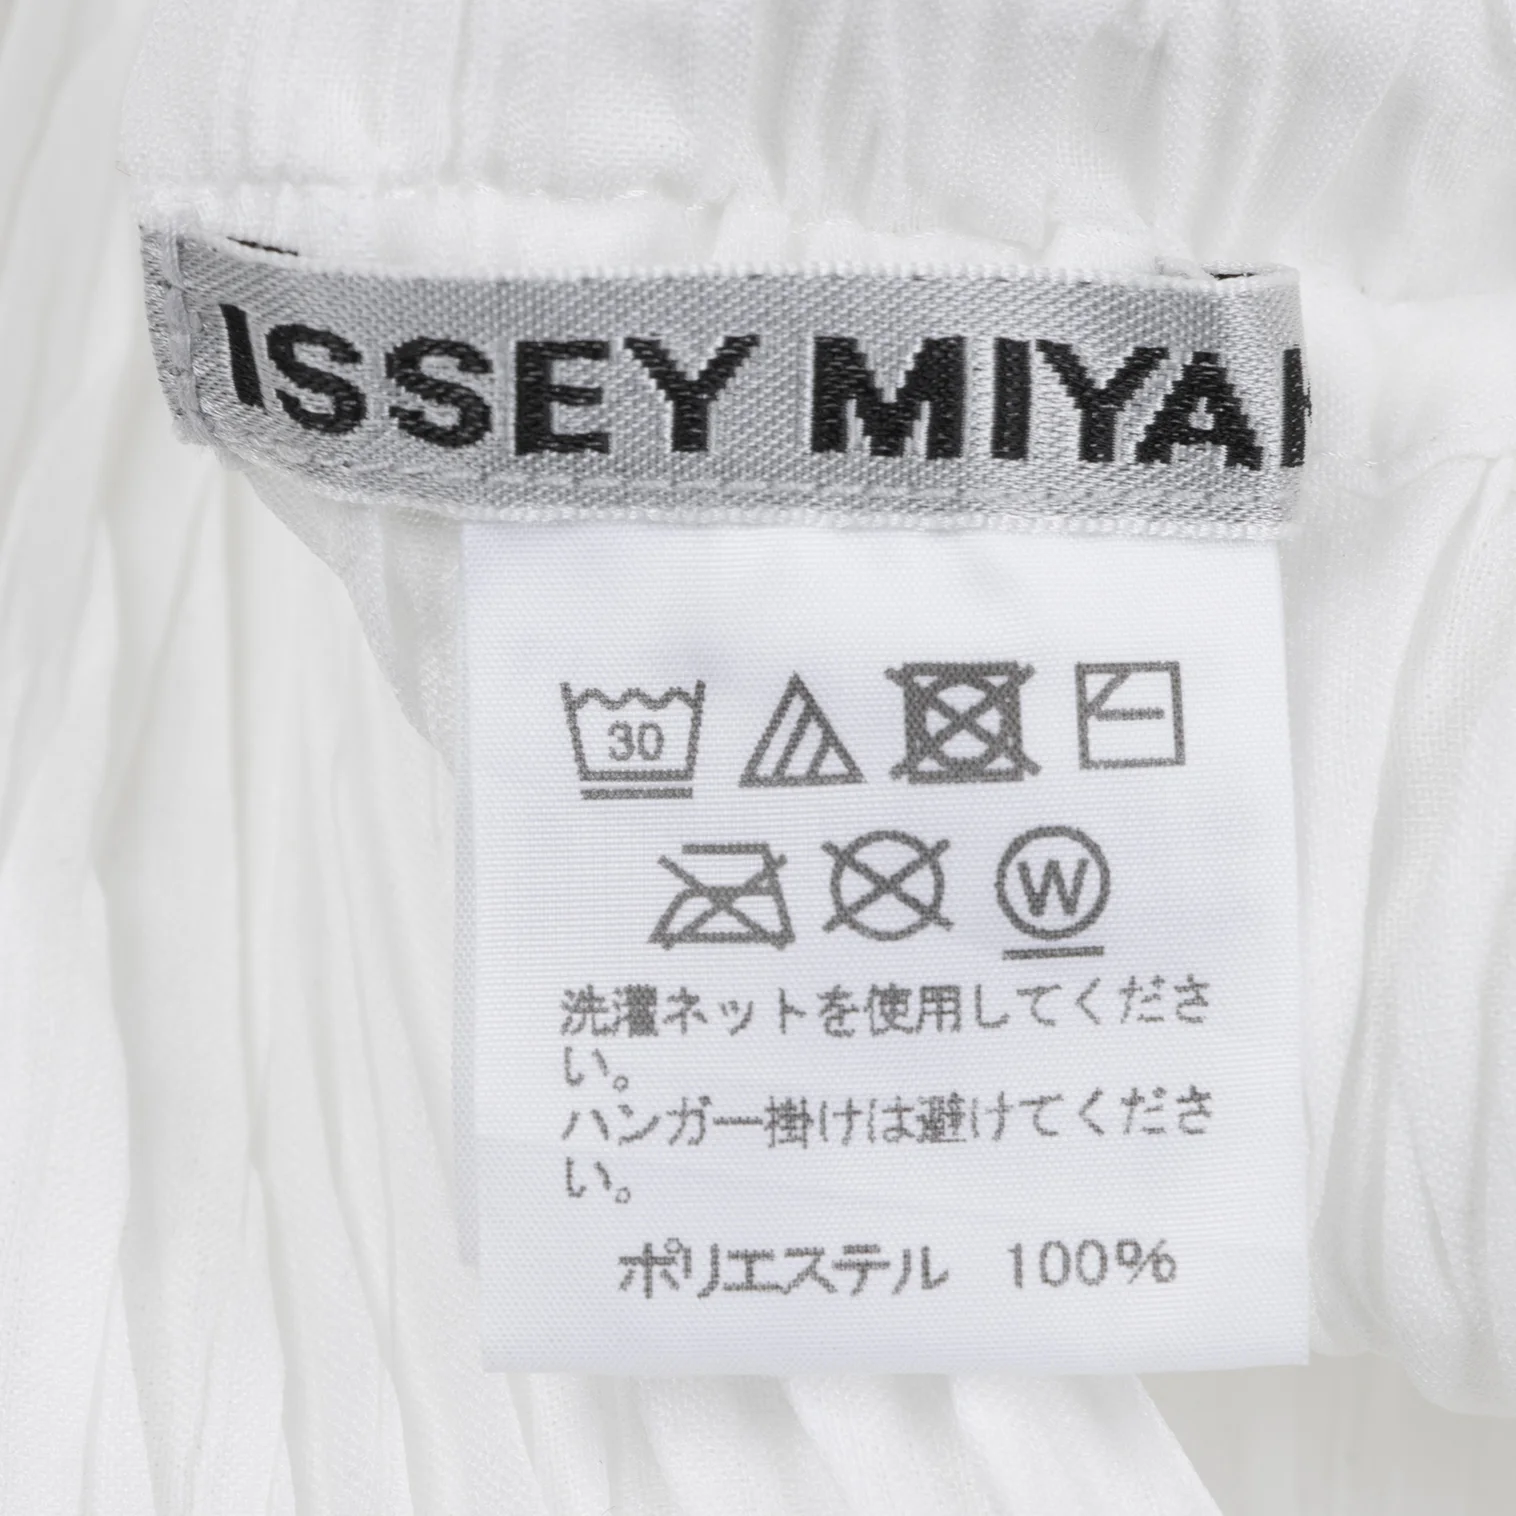 ISSEY MIYAK
30
W
洗濯ネットを使用してくださ
い。
ハンガー掛けは避けてくださ
い。
ポリエステル 100%